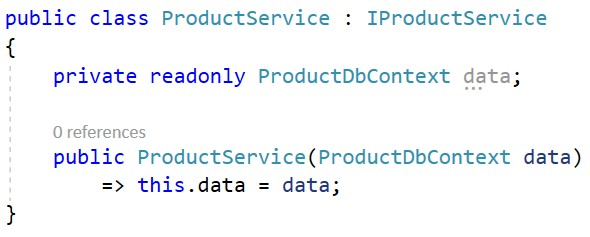 public class ProductService : IProductService
{
private readonly ProductDbContext data;
0 references
public ProductService(ProductDbContext data)
=> this.data = data;
}